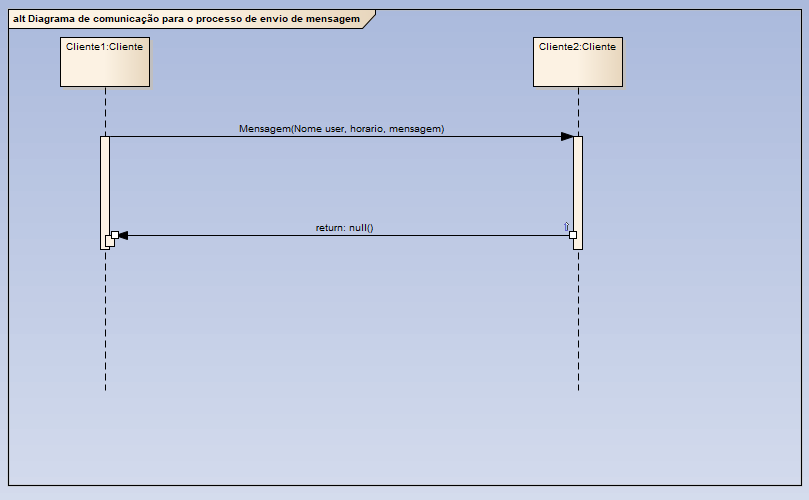 alt Diagrama de comunicação para o processo de envio de mensagem
Cliente1:Cliente
Cliente2:Cliente
Mensagem(Nome user, horario, mensagem)
return: null()